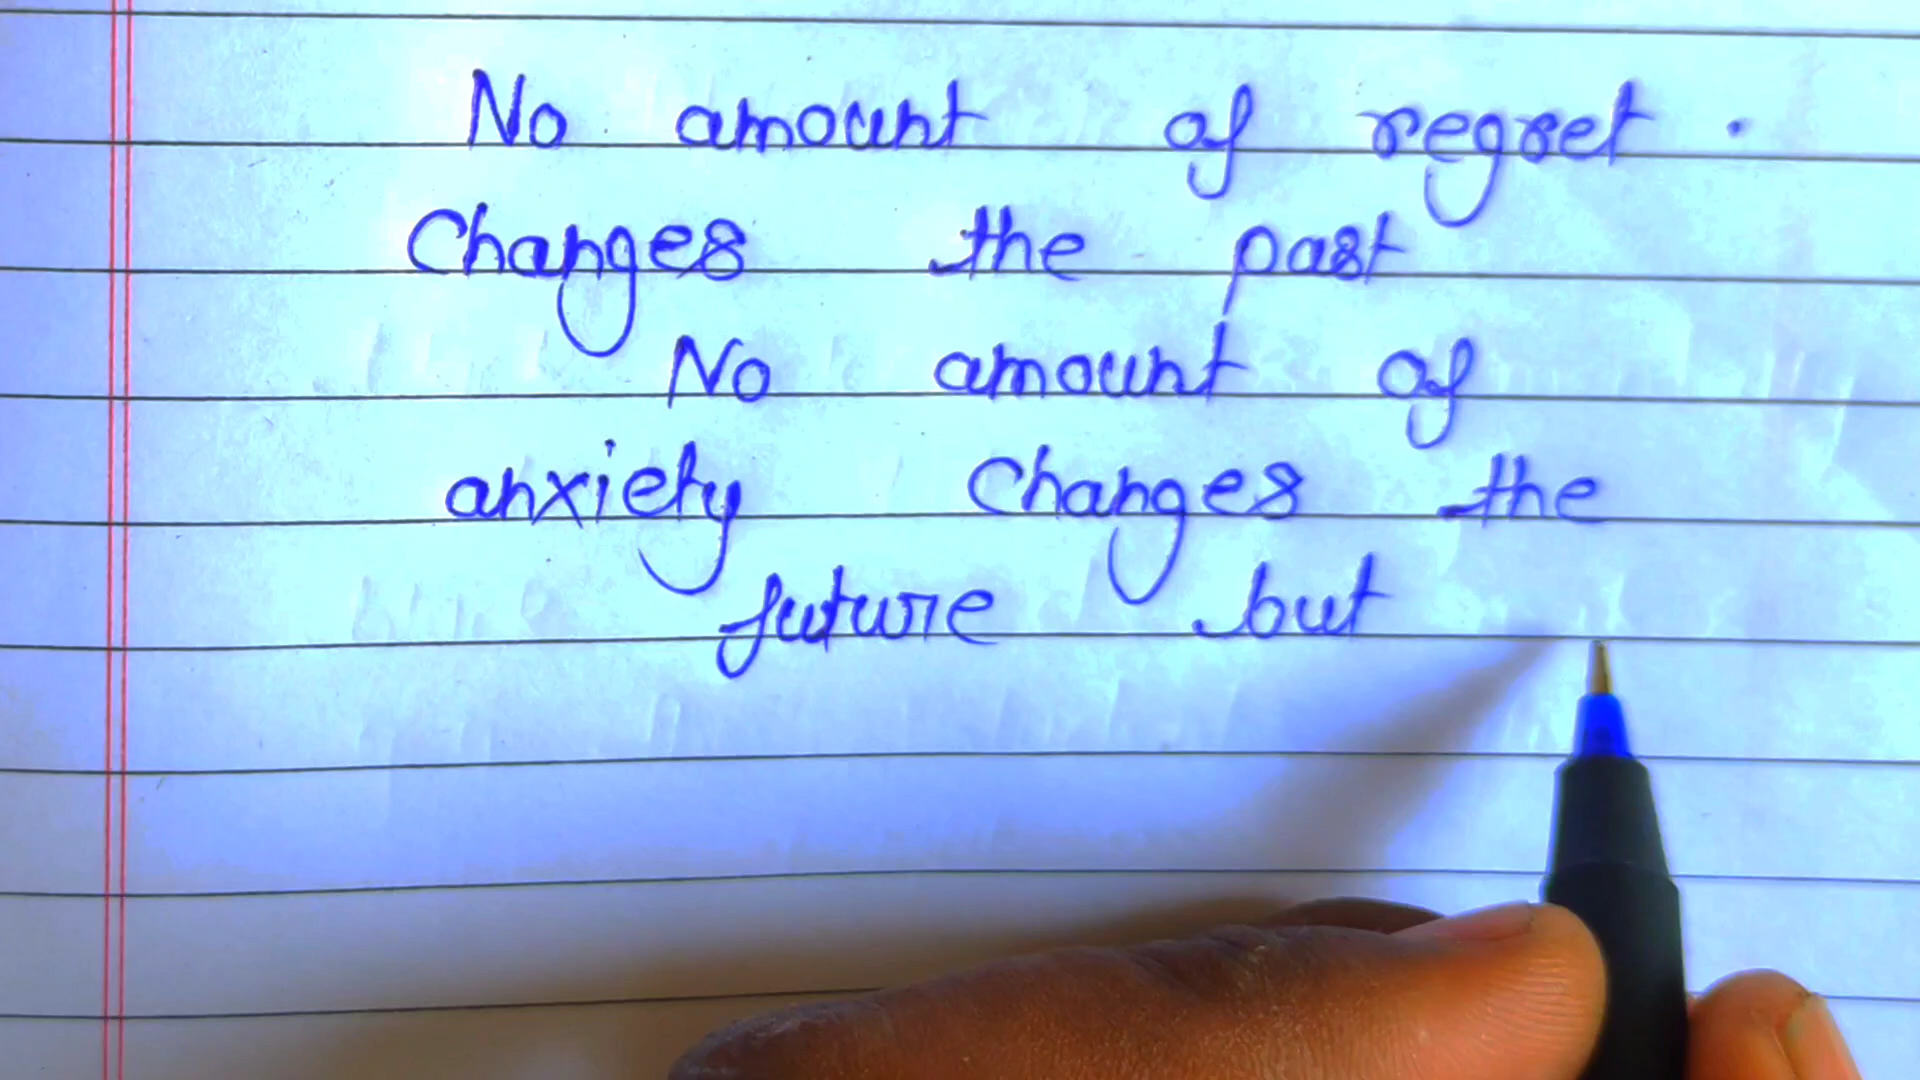 No amount of regret .
Changes the past
No amount of
anxiety Changes the
future but